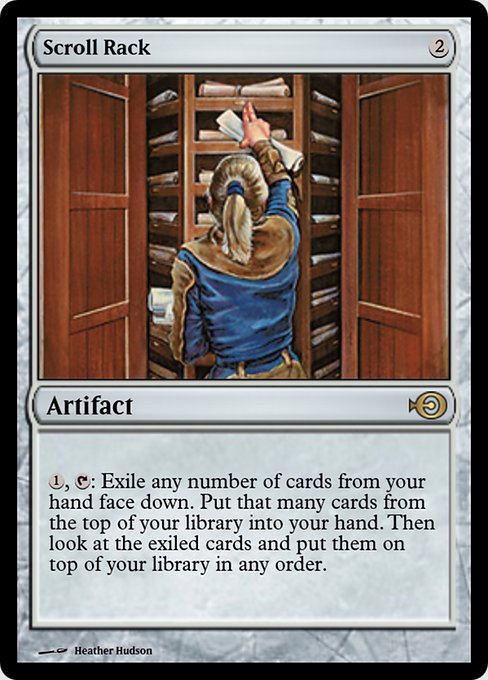 Scroll Rack 2
Artifact
1, T: Exile any number of cards from your
hand face down. Put that many cards from
the top of your library into your hand. Then
look at the exiled cards and put them on
top of your library in any order.
Heather Hudson